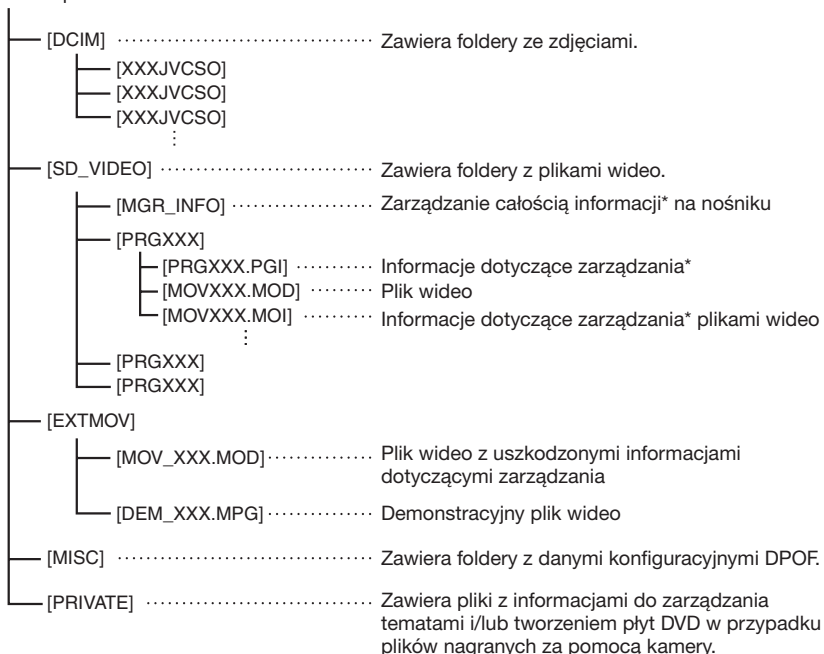 [DCIM] Zawiera foldery ze zdjęciami.
[XXXJVCSO]
[XXXJVCSO]
[XXXJVCSO]
[SD_VIDEO] Zawiera foldery z plikami wideo.
[MGR_INFO] Zarządzanie całością informacji* na nośniku
[PRGXXX]
[PRGXXX.PGI] Informacje dotyczące zarządzania*
[MOVXXX.MOD] Plik wideo
[MOVXXX.MOI] Informacje dotyczące zarządzania* plikami wideo
[PRGXXX]
[PRGXXX]
[EXTMOV]
[MOV_XXX.MOD] Plik wideo z uszkodzonymi informacjami
dotyczącymi zarządzania
[DEM_XXX.MPG] Demonstracyjny plik wideo
[MISC] Zawiera foldery z danymi konfiguracyjnymi DPOF.
[PRIVATE] Zawiera pliki z informacjami do zarządzania
tematami i/lub tworzeniem płyt DVD w przypadku
plików nagranych za pomocą kamery.